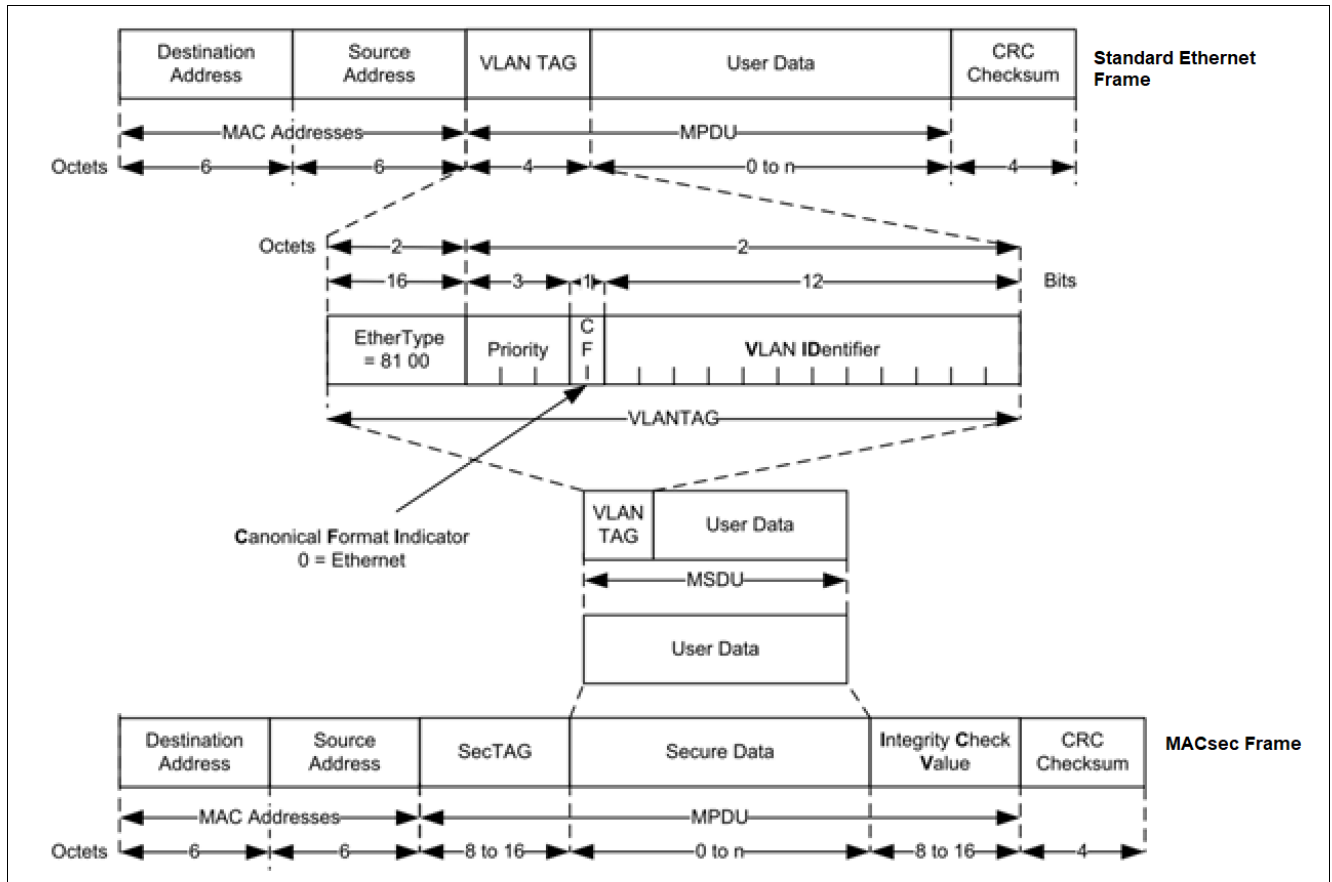 Destination
Address
Source
Address
VLAN TAG
User Data
CRC
Checksum
Standard Ethernet
Frame
MAC Addresses
MPDU
Octets
6
6
4
0 to n
4
Octets
2
2
16
3
1
12
Bits
EtherType
= 81 00
Priority
C
F
I
VLAN IDentifier
VLANTAG
Canonical Format Indicator
0 = Ethernet
VLAN
TAG
User Data
MSDU
User Data
Destination
Address
Source
Address
SecTAG
Secure Data
Integrity Check
Value
CRC
Checksum
MACsec Frame
MAC Addresses
MPDU
Octets
6
6
8 to 16
0 to n
8 to 16
4